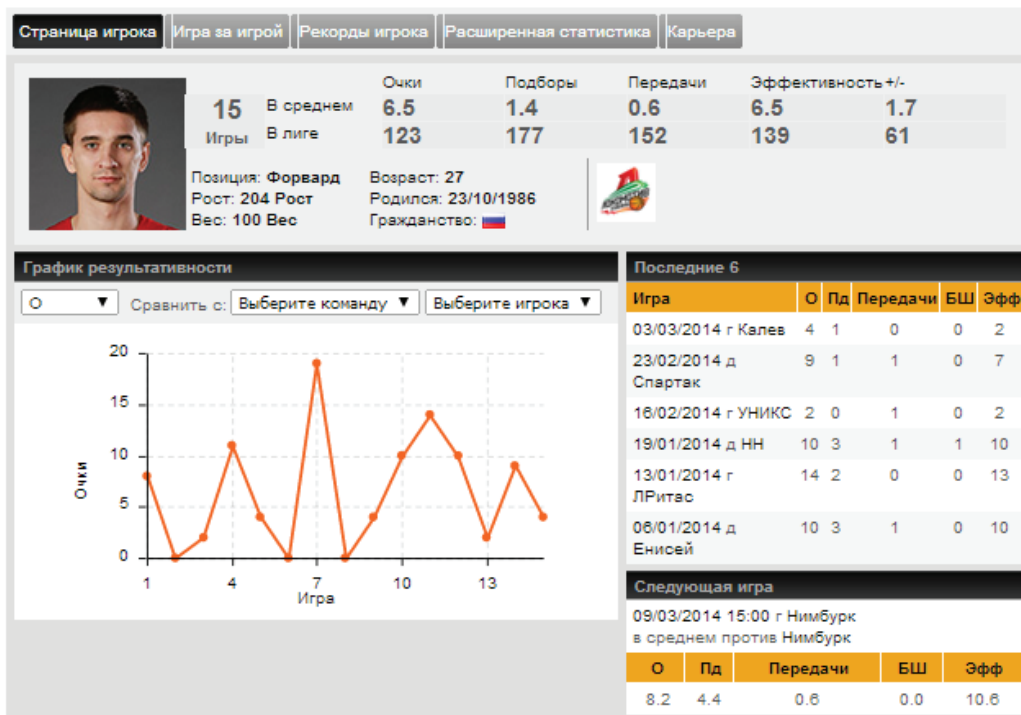 Страница игрока Игра за игрой Рекорды игрока Расширенная статистика Карьера
Очки Подборы Передачи Эффективность +/-
15 В среднем 6.5 1.4 0.6 6.5 1.7
Игры В лиге 123 177 152 139 61
Позиция: Форвард Возраст: 27
Рост: 204 Рост Родился: 23/10/1986
Вес: 100 Вес Гражданство:
График результативности
О ▼ Сравнить с: Выберите команду ▼ Выберите игрока ▼
20
15
10
5
0
Очки
1 4 7 10 13
Игра
Последние 6
Игра О Пд Передачи БШ Эфф
03/03/2014 г Калев 4 1 0 0 2
23/02/2014 д 9 1 1 0 7
Спартак
16/02/2014 г УНИКС 2 0 1 0 2
19/01/2014 д НН 10 3 1 1 10
13/01/2014 г 14 2 0 0 13
ЛРитас
06/01/2014 д 10 3 1 0 10
Енисей
Следующая игра
09/03/2014 15:00 г Нимбурк
в среднем против Нимбурк
О Пд Передачи БШ Эфф
8.2 4.4 0.6 0.0 10.6